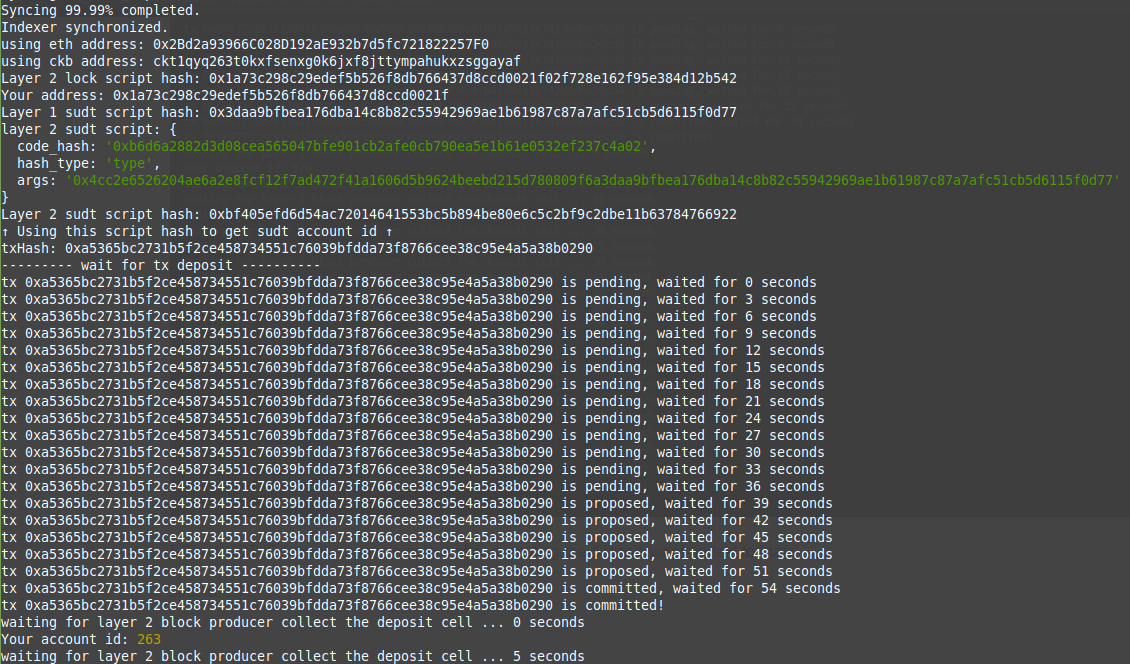 Syncing 99.99% completed.
Indexer synchronized.
using eth address: 0x2Bd2a93966C028D192aE932b7d5fc721822257F0
using ckb address: ckt1qyq263t0kxfsenxg0k6jxf8jttympahukxzsggayaf
Layer 2 lock script hash: 0x1a73c298c29edef5b526f8db766437d8ccd0021f02f728e162f95e384d12b542
Your address: 0x1a73c298c29edef5b526f8db766437d8ccd0021f
Layer 1 sudt script hash: 0x3daa9bfbea176dba14c8b82c55942969ae1b61987c87a7afc51cb5d6115f0d77
layer 2 sudt script: {
  code_hash: '0xb6d6a2882d3d08cea565047bfe901cb2afe0cb790ea5e1b61e0532ef237c4a02',
  hash_type: 'type',
  args: '0x4cc2e6526204ae6a2e8fcf12f7ad472f41a1606d5b9624beebd215d780809f6a3daa9bfbea176dba14c8b82c55942969ae1b61987c87a7afc51cb5d6115f0d77'
}
Layer 2 sudt script hash: 0xbf405efd6d54ac72014641553bc5b894be80e6c5c2bf9c2dbe11b63784766922
↑ Using this script hash to get sudt account id ↑
txHash: 0xa5365bc2731b5f2ce458734551c76039bfdda73f8766cee38c95e4a5a38b0290
--------- wait for tx deposit ----------
tx 0xa5365bc2731b5f2ce458734551c76039bfdda73f8766cee38c95e4a5a38b0290 is pending, waited for 0 seconds
tx 0xa5365bc2731b5f2ce458734551c76039bfdda73f8766cee38c95e4a5a38b0290 is pending, waited for 3 seconds
tx 0xa5365bc2731b5f2ce458734551c76039bfdda73f8766cee38c95e4a5a38b0290 is pending, waited for 6 seconds
tx 0xa5365bc2731b5f2ce458734551c76039bfdda73f8766cee38c95e4a5a38b0290 is pending, waited for 9 seconds
tx 0xa5365bc2731b5f2ce458734551c76039bfdda73f8766cee38c95e4a5a38b0290 is pending, waited for 12 seconds
tx 0xa5365bc2731b5f2ce458734551c76039bfdda73f8766cee38c95e4a5a38b0290 is pending, waited for 15 seconds
tx 0xa5365bc2731b5f2ce458734551c76039bfdda73f8766cee38c95e4a5a38b0290 is pending, waited for 18 seconds
tx 0xa5365bc2731b5f2ce458734551c76039bfdda73f8766cee38c95e4a5a38b0290 is pending, waited for 21 seconds
tx 0xa5365bc2731b5f2ce458734551c76039bfdda73f8766cee38c95e4a5a38b0290 is pending, waited for 24 seconds
tx 0xa5365bc2731b5f2ce458734551c76039bfdda73f8766cee38c95e4a5a38b0290 is pending, waited for 27 seconds
tx 0xa5365bc2731b5f2ce458734551c76039bfdda73f8766cee38c95e4a5a38b0290 is pending, waited for 30 seconds
tx 0xa5365bc2731b5f2ce458734551c76039bfdda73f8766cee38c95e4a5a38b0290 is pending, waited for 33 seconds
tx 0xa5365bc2731b5f2ce458734551c76039bfdda73f8766cee38c95e4a5a38b0290 is pending, waited for 36 seconds
tx 0xa5365bc2731b5f2ce458734551c76039bfdda73f8766cee38c95e4a5a38b0290 is proposed, waited for 39 seconds
tx 0xa5365bc2731b5f2ce458734551c76039bfdda73f8766cee38c95e4a5a38b0290 is proposed, waited for 42 seconds
tx 0xa5365bc2731b5f2ce458734551c76039bfdda73f8766cee38c95e4a5a38b0290 is proposed, waited for 45 seconds
tx 0xa5365bc2731b5f2ce458734551c76039bfdda73f8766cee38c95e4a5a38b0290 is proposed, waited for 48 seconds
tx 0xa5365bc2731b5f2ce458734551c76039bfdda73f8766cee38c95e4a5a38b0290 is proposed, waited for 51 seconds
tx 0xa5365bc2731b5f2ce458734551c76039bfdda73f8766cee38c95e4a5a38b0290 is committed, waited for 54 seconds
tx 0xa5365bc2731b5f2ce458734551c76039bfdda73f8766cee38c95e4a5a38b0290 is committed!
waiting for layer 2 block producer collect the deposit cell ... 0 seconds
Your account id: 263
waiting for layer 2 block producer collect the deposit cell ... 5 seconds